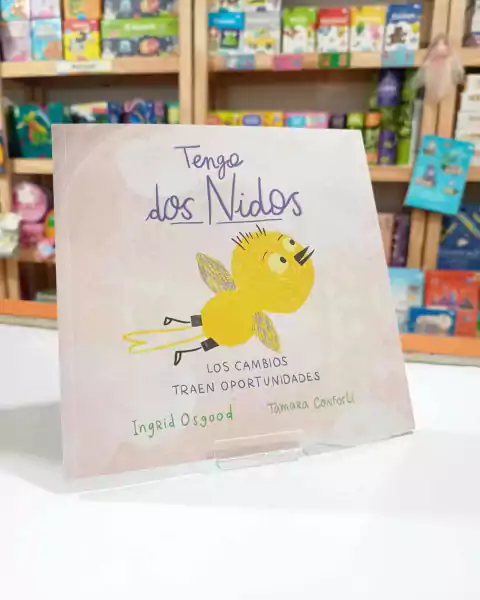 Tengo
dos Nidos
LOS CAMBIOS
TRAEN OPORTUNIDADES
Ingrid Osgood Tamara Conforti